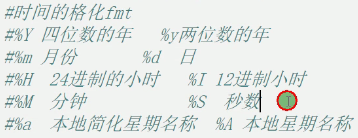 #时间的格化fmt
#%Y 四位数的年 %y两位数的年
#%m 月份 %d 日
#%H 24进制的小时 %I 12进制小时
#%M 分钟 %S 秒数
#%a 本地简化星期名称 %A 本地星期名称